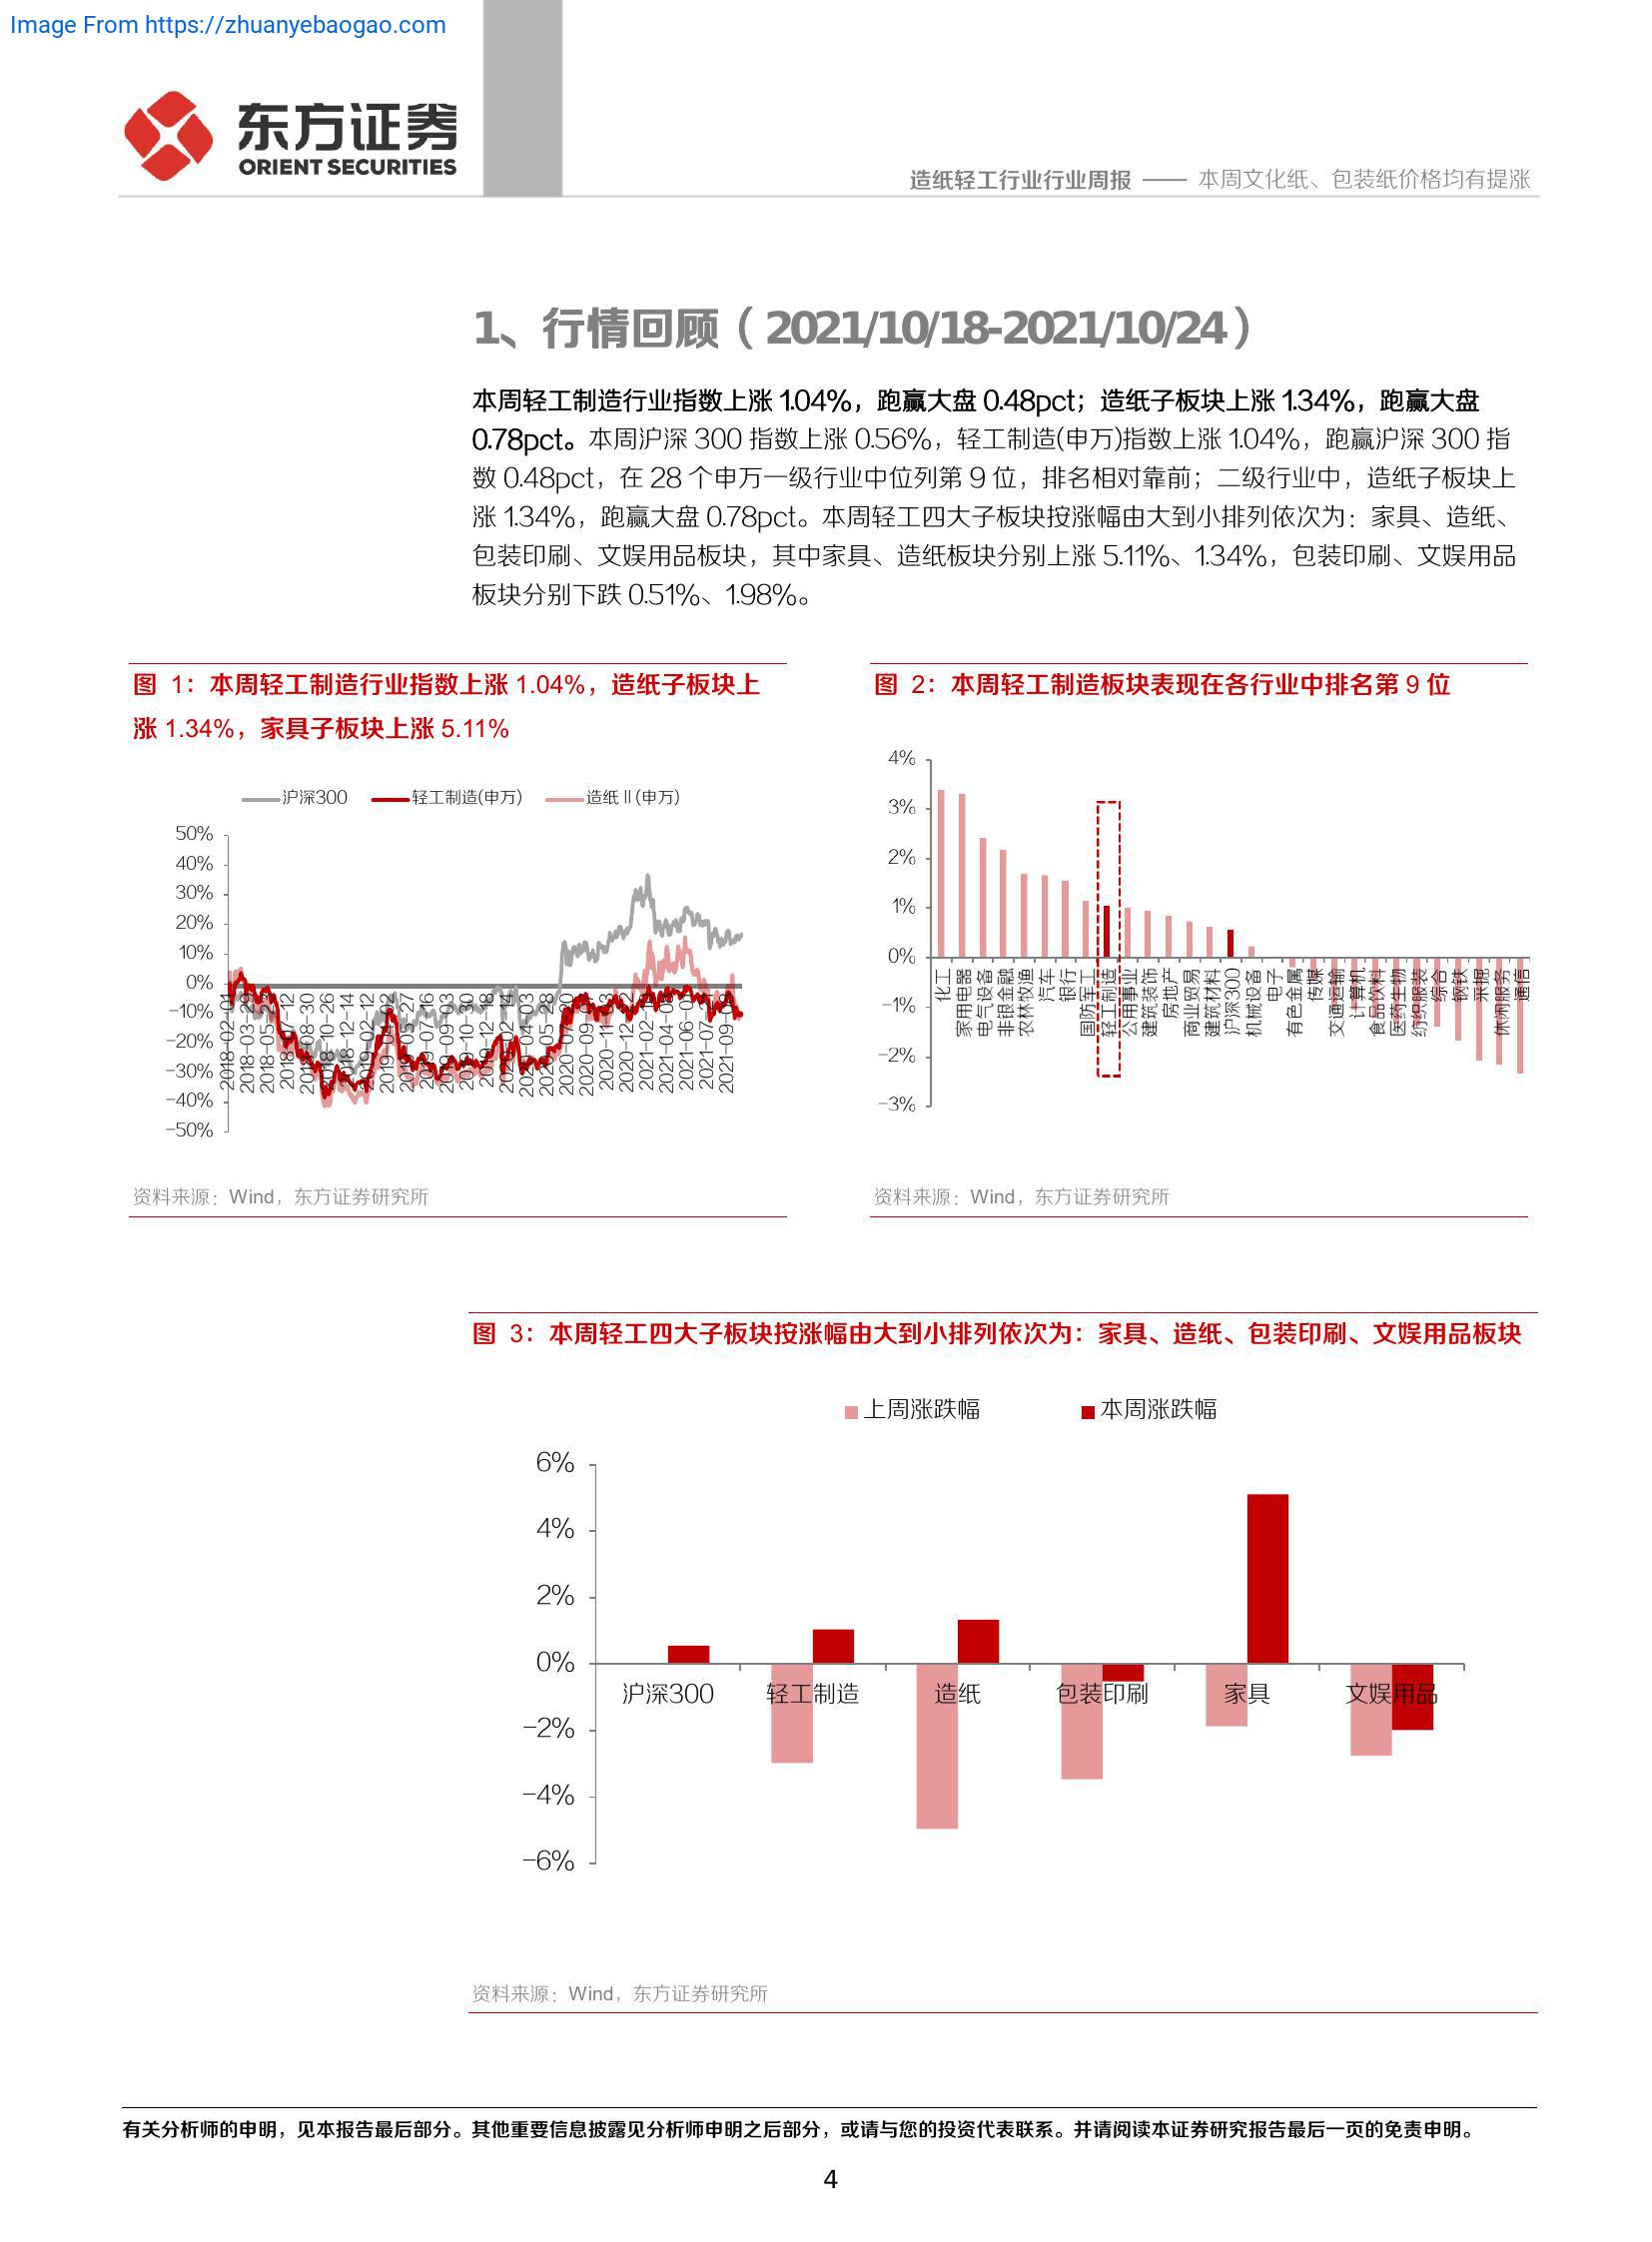 Image From https://zhuanyebaogao.com
东方证券
ORIENT SECURITIES
造纸轻工行业行业周报 —— 本周文化纸、包装纸价格均有提涨
1、行情回顾（2021/10/18-2021/10/24）
本周轻工制造行业指数上涨 1.04%，跑赢大盘 0.48pct；造纸子板块上涨 1.34%，跑赢大盘
0.78pct。本周沪深 300 指数上涨 0.56%，轻工制造(申万)指数上涨 1.04%，跑赢沪深 300 指
数 0.48pct，在 28 个申万一级行业中位列第 9 位，排名相对靠前；二级行业中，造纸子板块上
涨 1.34%，跑赢大盘 0.78pct。本周轻工四大子板块按涨幅由大到小排列依次为：家具、造纸、
包装印刷、文娱用品板块，其中家具、造纸板块分别上涨 5.11%、1.34%，包装印刷、文娱用品
板块分别下跌 0.51%、1.98%。
图 1：本周轻工制造行业指数上涨 1.04%，造纸子板块上
涨 1.34%，家具子板块上涨 5.11%
沪深300 轻工制造(申万) 造纸Ⅱ(申万)
50%
40%
30%
20%
10%
0%
-10%
-20%
-30%
-40%
-50%
2018-02-01
2018-03-29
2018-05-23
2018-07-12
2018-08-30
2018-10-26
2018-12-14
2019-02-12
2019-04-02
2019-05-27
2019-07-16
2019-09-03
2019-10-30
2019-12-18
2020-02-14
2020-04-03
2020-05-28
2020-07-20
2020-09-07
2020-11-03
2021-09-09
资料来源：Wind，东方证券研究所
图 2：本周轻工制造板块表现在各行业中排名第 9 位
4%
3%
2%
1%
0%
-1%
-2%
-3%
化工
家用电器
电气设备
非银金融
农林牧渔
汽车
银行
国防军工
轻工制造
公用事业
建筑装饰
房地产
商业贸易
建筑材料
沪深300
机械设备
电子
有色金属
传媒
交通运输
计算机
食品饮料
医药生物
纺织服装
综合
钢铁
采掘
休闲服务
通信
资料来源：Wind，东方证券研究所
图 3：本周轻工四大子板块按涨幅由大到小排列依次为：家具、造纸、包装印刷、文娱用品板块
上周涨跌幅 本周涨跌幅
6%
4%
2%
0%
-2%
-4%
-6%
沪深300 轻工制造 造纸 包装印刷 家具 文娱用品
资料来源：Wind，东方证券研究所
有关分析师的申明，见本报告最后部分。其他重要信息披露见分析师申明之后部分，或请与您的投资代表联系。并请阅读本证券研究报告最后一页的免责申明。
4